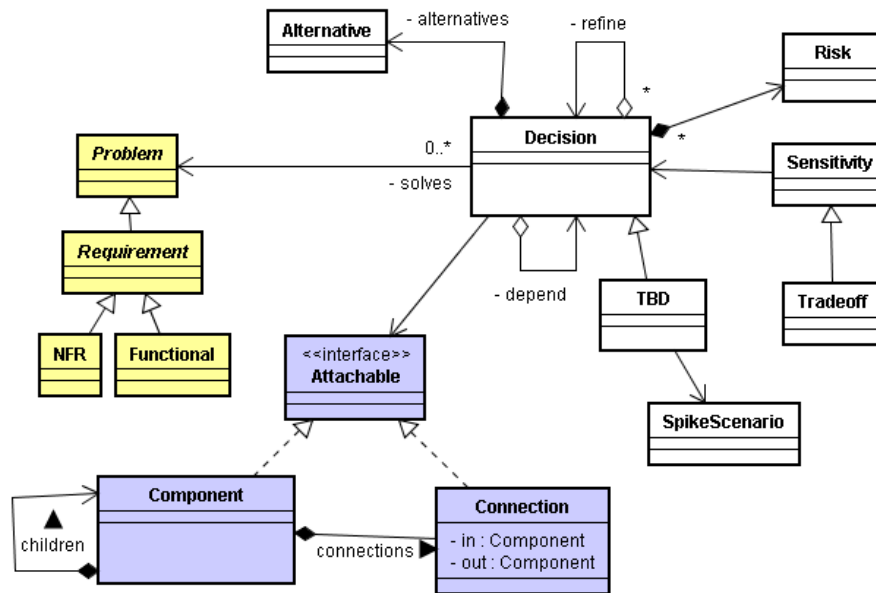 Alternative
- alternatives
- refine
*
Risk
Decision
*
Problem
0..*
- solves
Sensitivity
Requirement
- depend
TBD
Tradeoff
NFR
Functional
<<interface>>
Attachable
SpikeScenario
Component
Connection
children
connections
- in : Component
- out : Component